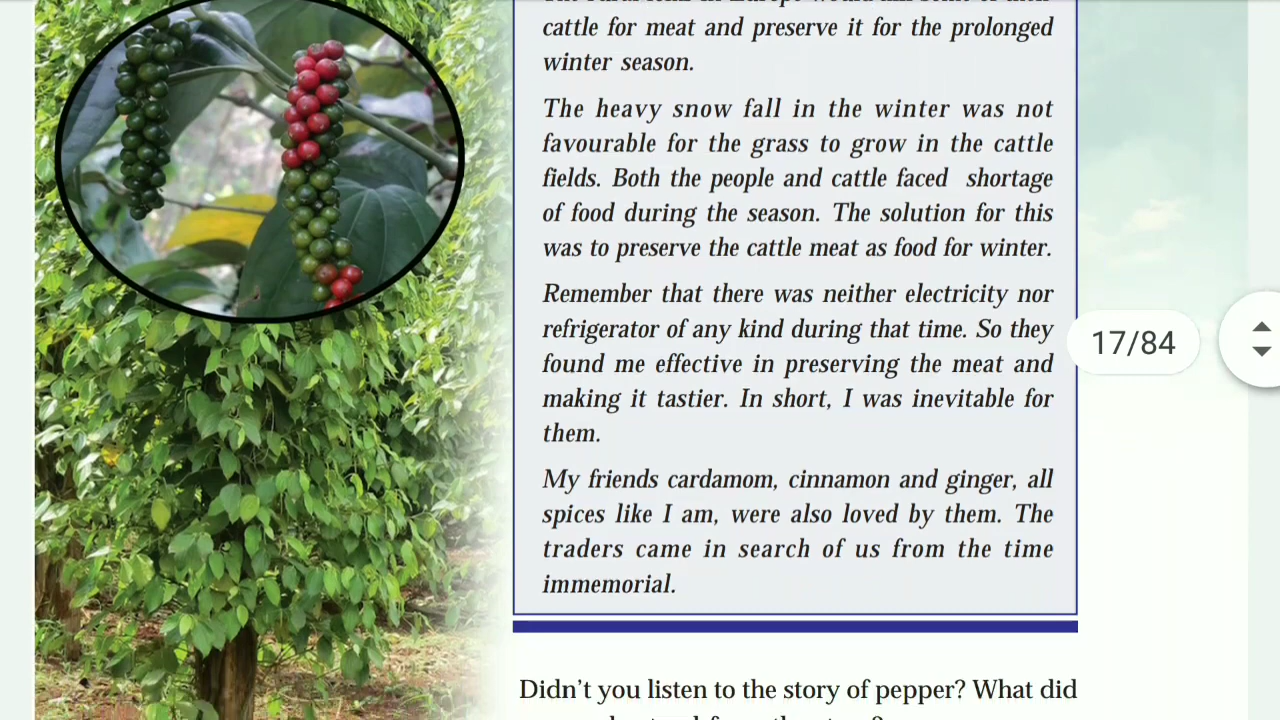 cattle for meat and preserve it for the prolonged
winter season.
The heavy snow fall in the winter was not
favourable for the grass to grow in the cattle
fields. Both the people and cattle faced shortage
of food during the season. The solution for this
was to preserve the cattle meat as food for winter.
Remember that there was neither electricity nor
refrigerator of any kind during that time. So they
found me effective in preserving the meat and
making it tastier. In short, I was inevitable for
them.
My friends cardamom, cinnamon and ginger, all
spices like I am, were also loved by them. The
traders came in search of us from the time
immemorial.
17/84
Didn't you listen to the story of pepper? What did